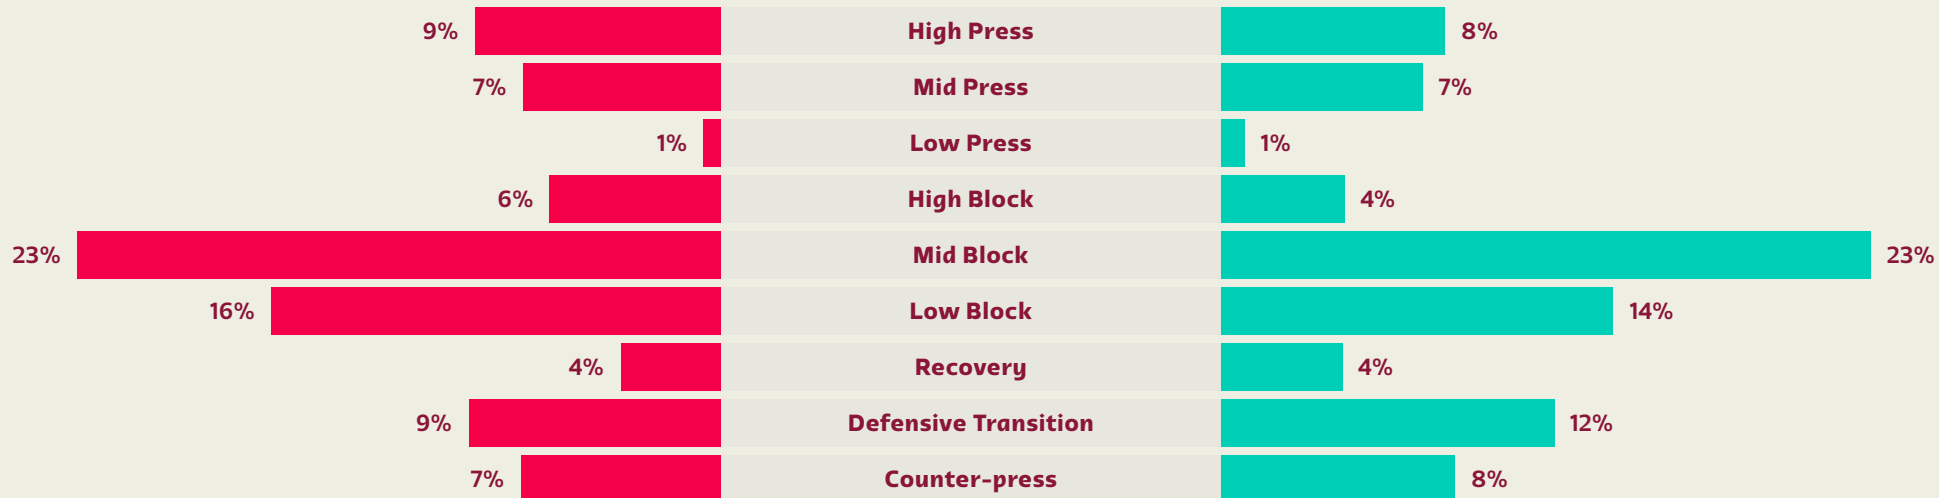 9% High Press 8%
7% Mid Press 7%
1% Low Press 1%
6% High Block 4%
23% Mid Block 23%
16% Low Block 14%
4% Recovery 4%
9% Defensive Transition 12%
7% Counter-press 8%